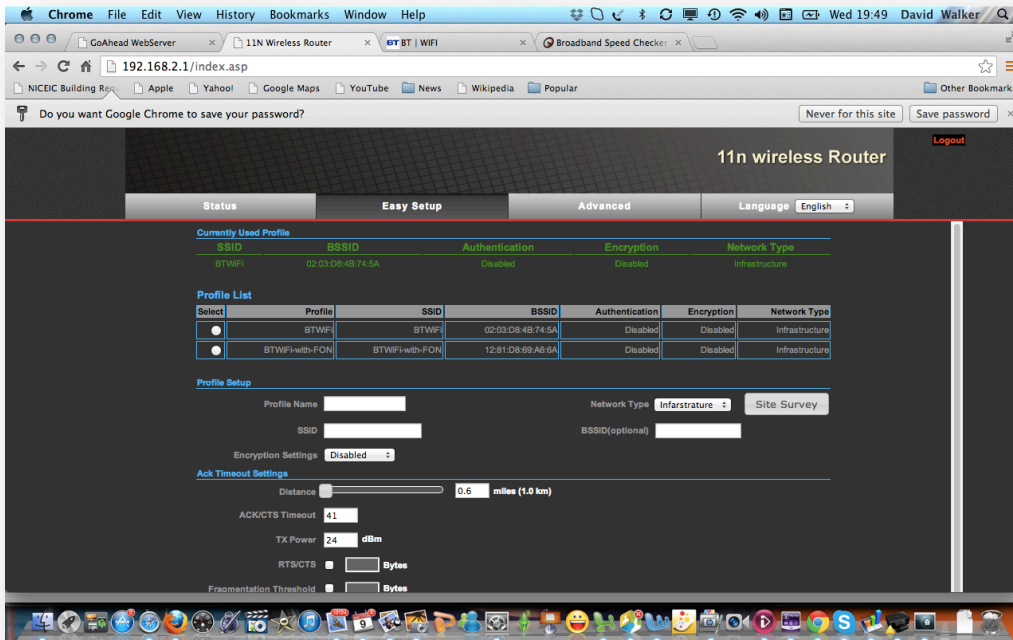 Chrome File Edit View History Bookmarks Window Help Wed 19:49 David Walker
GoAhead WebServer × 11N Wireless Router × BT BT | WIFI × Broadband Speed Checker ×
192.168.2.1/index.asp
NICEIC Building Reg Apple Yahoo! Google Maps YouTube News Wikipedia Popular Other Bookmarks
Do you want Google Chrome to save your password? Never for this site Save password ×
Logout
11n wireless Router
Status Easy Setup Advanced Language English
Currently Used Profile
SSID BSSID Authentication Encryption Network Type
BTWiFi 02:03:D8:4B:74:5A Disabled Disabled Infrastructure
Profile List
Select Profile SSID BSSID Authentication Encryption Network Type
BTWiFi BTWiFi 02:03:D8:4B:74:5A Disabled Disabled Infrastructure
BTWiFi-with-FON BTWiFi-with-FON 12:81:D8:69:A6:6A Disabled Disabled Infrastructure
Profile Setup
Profile Name Network Type Infarstrature Site Survey
SSID BSSID(optional)
Encryption Settings Disabled
Ack Timeout Settings
Distance 0.6 miles (1.0 km)
ACK/CTS Timeout 41
TX Power 24 dBm
RTS/CTS Bytes
Fragmentation Threshold Bytes